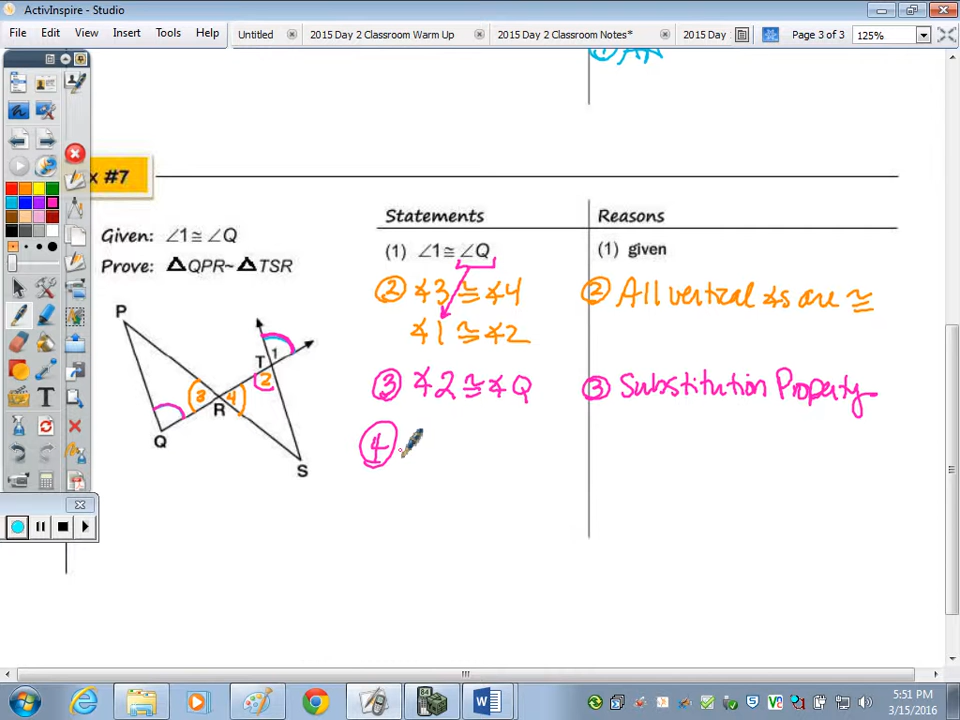 ActivInspire - Studio
File Edit View Insert Tools Help
Untitled
2015 Day 2 Classroom Warm Up
2015 Day 2 Classroom Notes*
2015 Day
Page 3 of 3
125%
x #7
Given: ∠1 ≅ ∠Q
Prove: △QPR~△TSR
Statements
Reasons
(1) ∠1 ≅ ∠Q
(1) given
② ∡3 ≅ ∡4
② All vertical ∡s are ≅
∡1 ≅ ∡2
③ ∡2 ≅ ∡Q
③ Substitution Property
④
P
T
1
2
3
4
R
Q
S
5:51 PM
3/15/2016